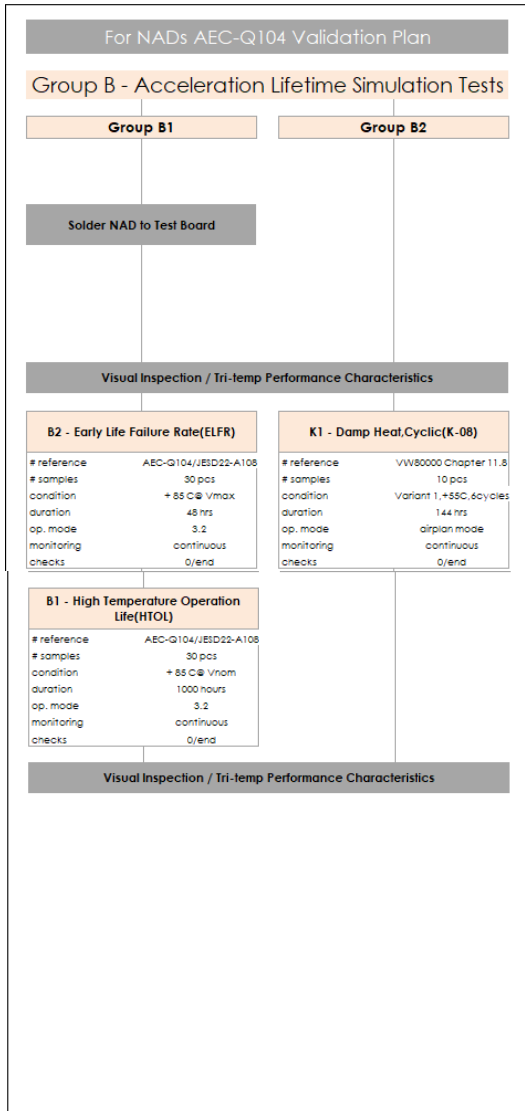 For NADs AEC-Q104 Validation Plan
Group B - Acceleration Lifetime Simulation Tests
Group B1
Group B2
Solder NAD to Test Board
Visual Inspection / Tri-temp Performance Characteristics
B2 - Early Life Failure Rate(ELFR)
# reference AEC-Q104/JESD22-A108
# samples 30 pcs
condition + 85 C@ Vmax
duration 48 hrs
op. mode 3.2
monitoring continuous
checks 0/end
K1 - Damp Heat,Cyclic(K-08)
# reference VW80000 Chapter 11.8
# samples 10 pcs
condition Variant 1,+55C,6cycles
duration 144 hrs
op. mode airplan mode
monitoring continuous
checks 0/end
B1 - High Temperature Operation
Life(HTOL)
# reference AEC-Q104/JESD22-A108
# samples 30 pcs
condition + 85 C@ Vnom
duration 1000 hours
op. mode 3.2
monitoring continuous
checks 0/end
Visual Inspection / Tri-temp Performance Characteristics